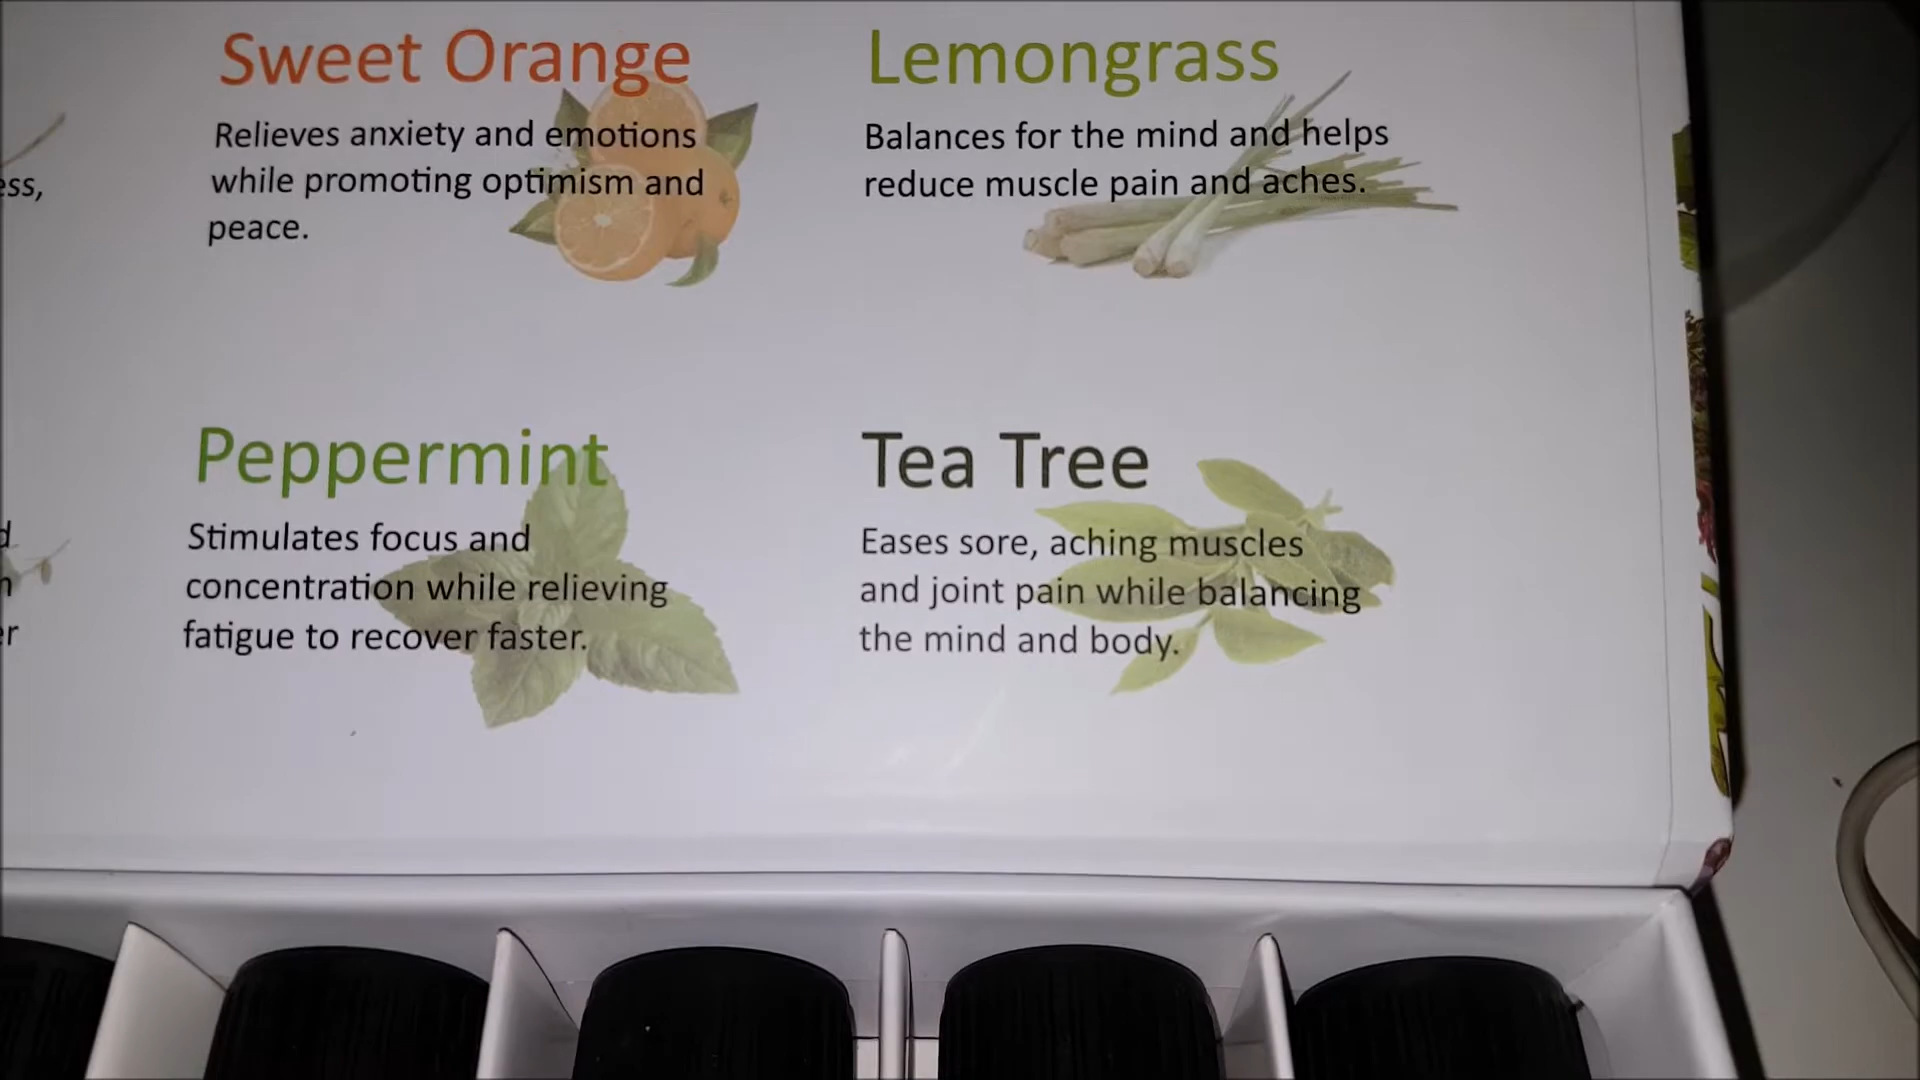 Sweet Orange
Relieves anxiety and emotions
while promoting optimism and
peace.
Lemongrass
Balances for the mind and helps
reduce muscle pain and aches.
Peppermint
Stimulates focus and
concentration while relieving
fatigue to recover faster.
Tea Tree
Eases sore, aching muscles
and joint pain while balancing
the mind and body.